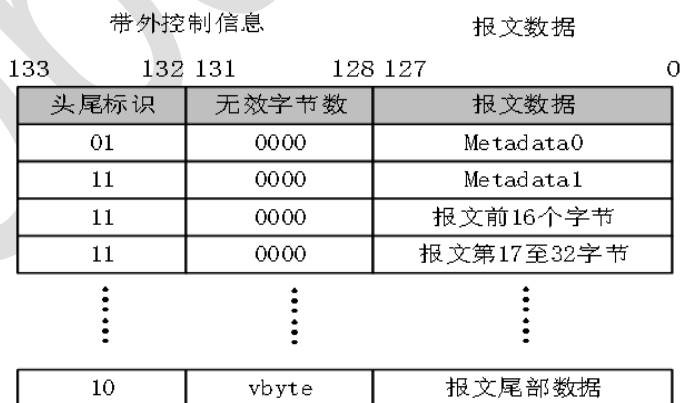 带外控制信息 报文数据
133 132 131 128 127 0
头尾标识 无效字节数 报文数据
01 0000 Metadata0
11 0000 Metadata1
11 0000 报文前16个字节
11 0000 报文第17至32字节
10 vbyte 报文尾部数据